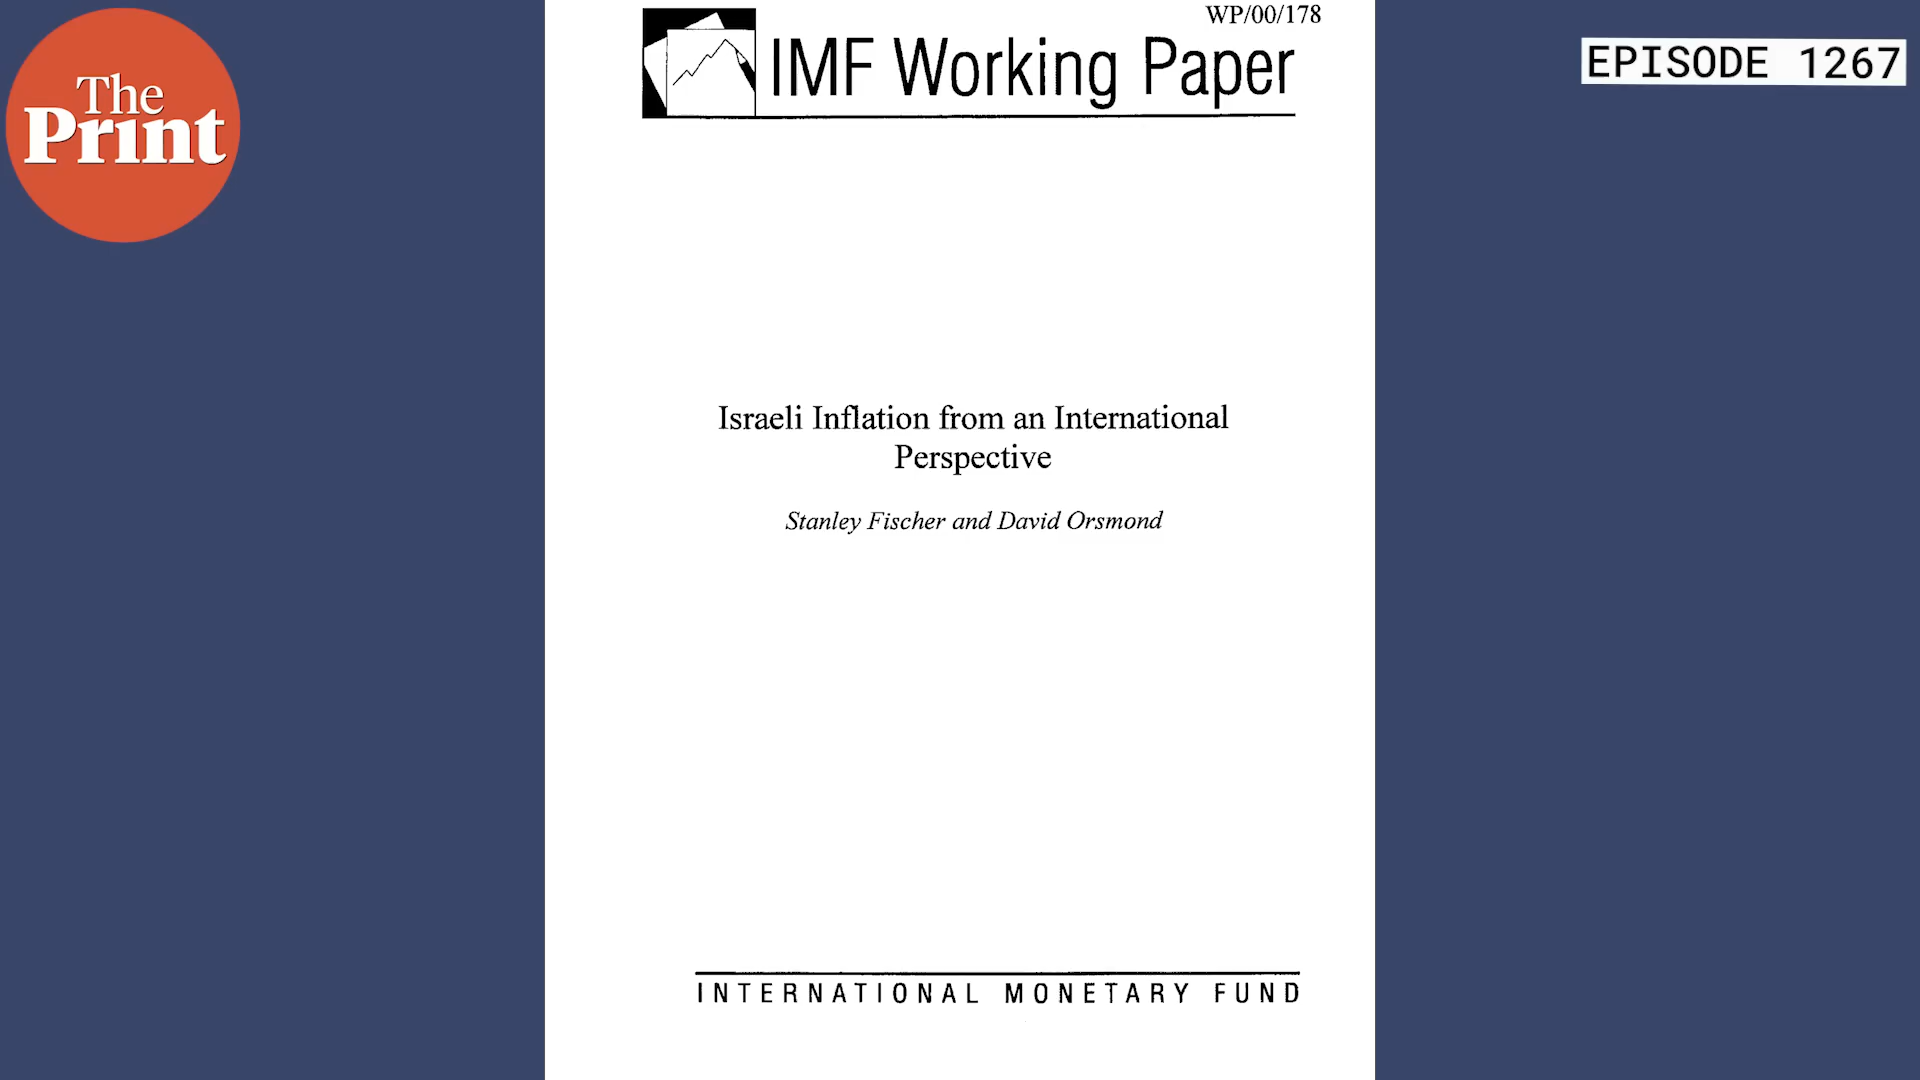 The
Print
WP/00/178
IMF Working Paper
EPISODE 1267
Israeli Inflation from an International
Perspective
Stanley Fischer and David Orsmond
INTERNATIONAL MONETARY FUND